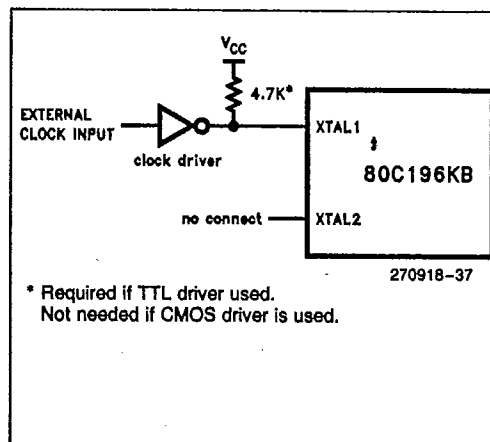 VCC
4.7K*
EXTERNAL
CLOCK INPUT
clock driver
XTAL1
80C196KB
no connect
XTAL2
270918-37
* Required if TTL driver used.
Not needed if CMOS driver is used.